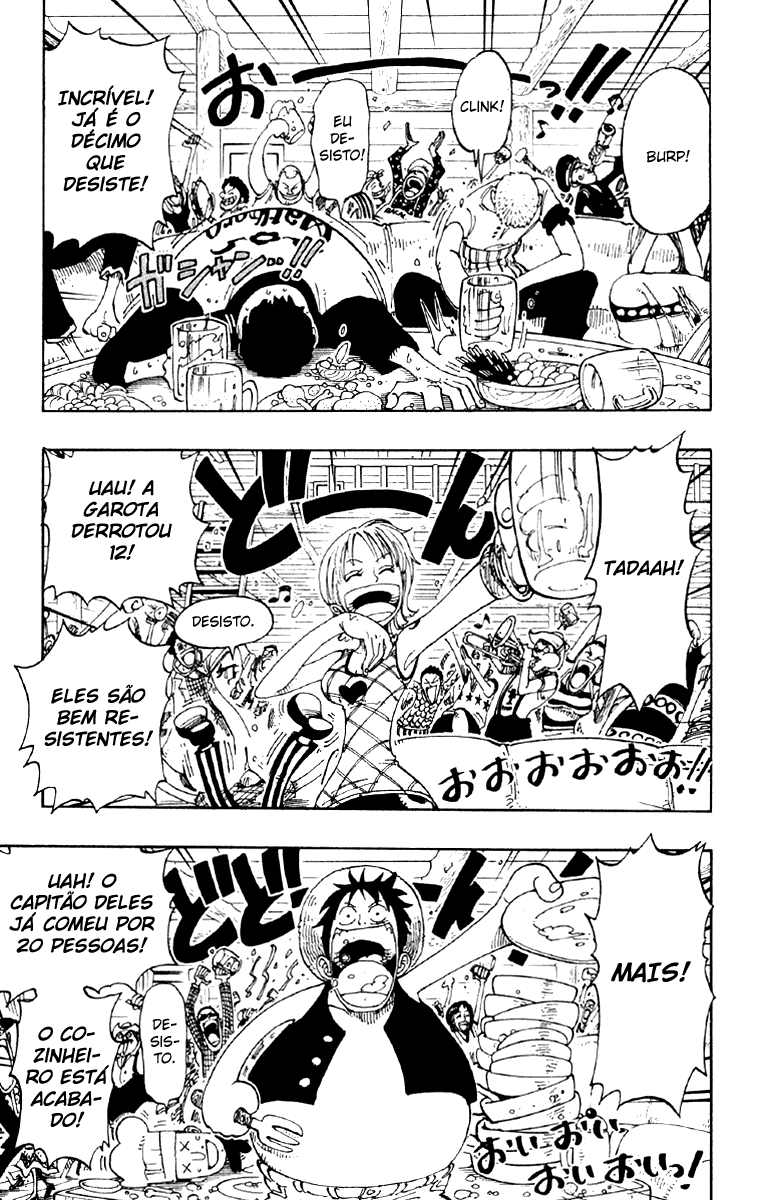 おーっ!!
INCRÍVEL!
JÁ É O
DÉCIMO
QUE
DESISTE!
EU
DE-
SISTO!
CLINK!
BURP!
ガシャン!!
どーーん
UAU! A
GAROTA
DERROTOU
12!
TADAAH!
DESISTO.
ELES SÃO
BEM RE-
SISTENTES!
おおおおおお!!
どどーーん
UAH! O
CAPITÃO DELES
JÁ COMEU POR
20 PESSOAS!
MAIS!
DE-
SIS-
TO.
O CO-
ZINHEI-
RO ESTÁ
ACABA-
DO!
おいおい
おいおいっ!